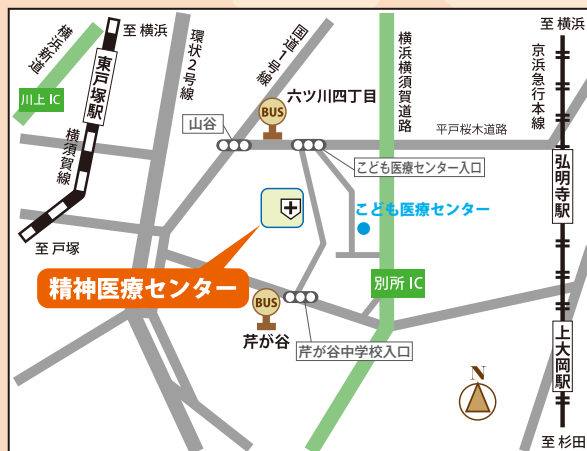 至 横浜
横浜新道
川上 IC
東戸塚駅
横須賀線
至 戸塚
環状2号線
国道1号線
山谷
BUS
六ツ川四丁目
横浜横須賀道路
平戸桜木道路
こども医療センター入口
こども医療センター
精神医療センター
BUS
芹が谷
芹が谷中学校入口
別所 IC
至 横浜
京浜急行本線
弘明寺駅
上大岡駅
至 杉田
N